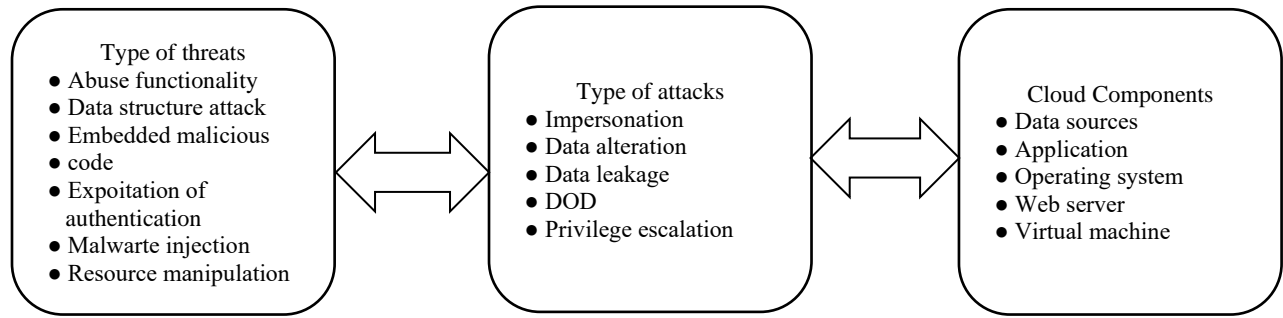 Type of threats
● Abuse functionality
● Data structure attack
● Embedded malicious
● code
● Expoitation of
authentication
● Malwarte injection
● Resource manipulation
Type of attacks
● Impersonation
● Data alteration
● Data leakage
● DOD
● Privilege escalation
Cloud Components
● Data sources
● Application
● Operating system
● Web server
● Virtual machine